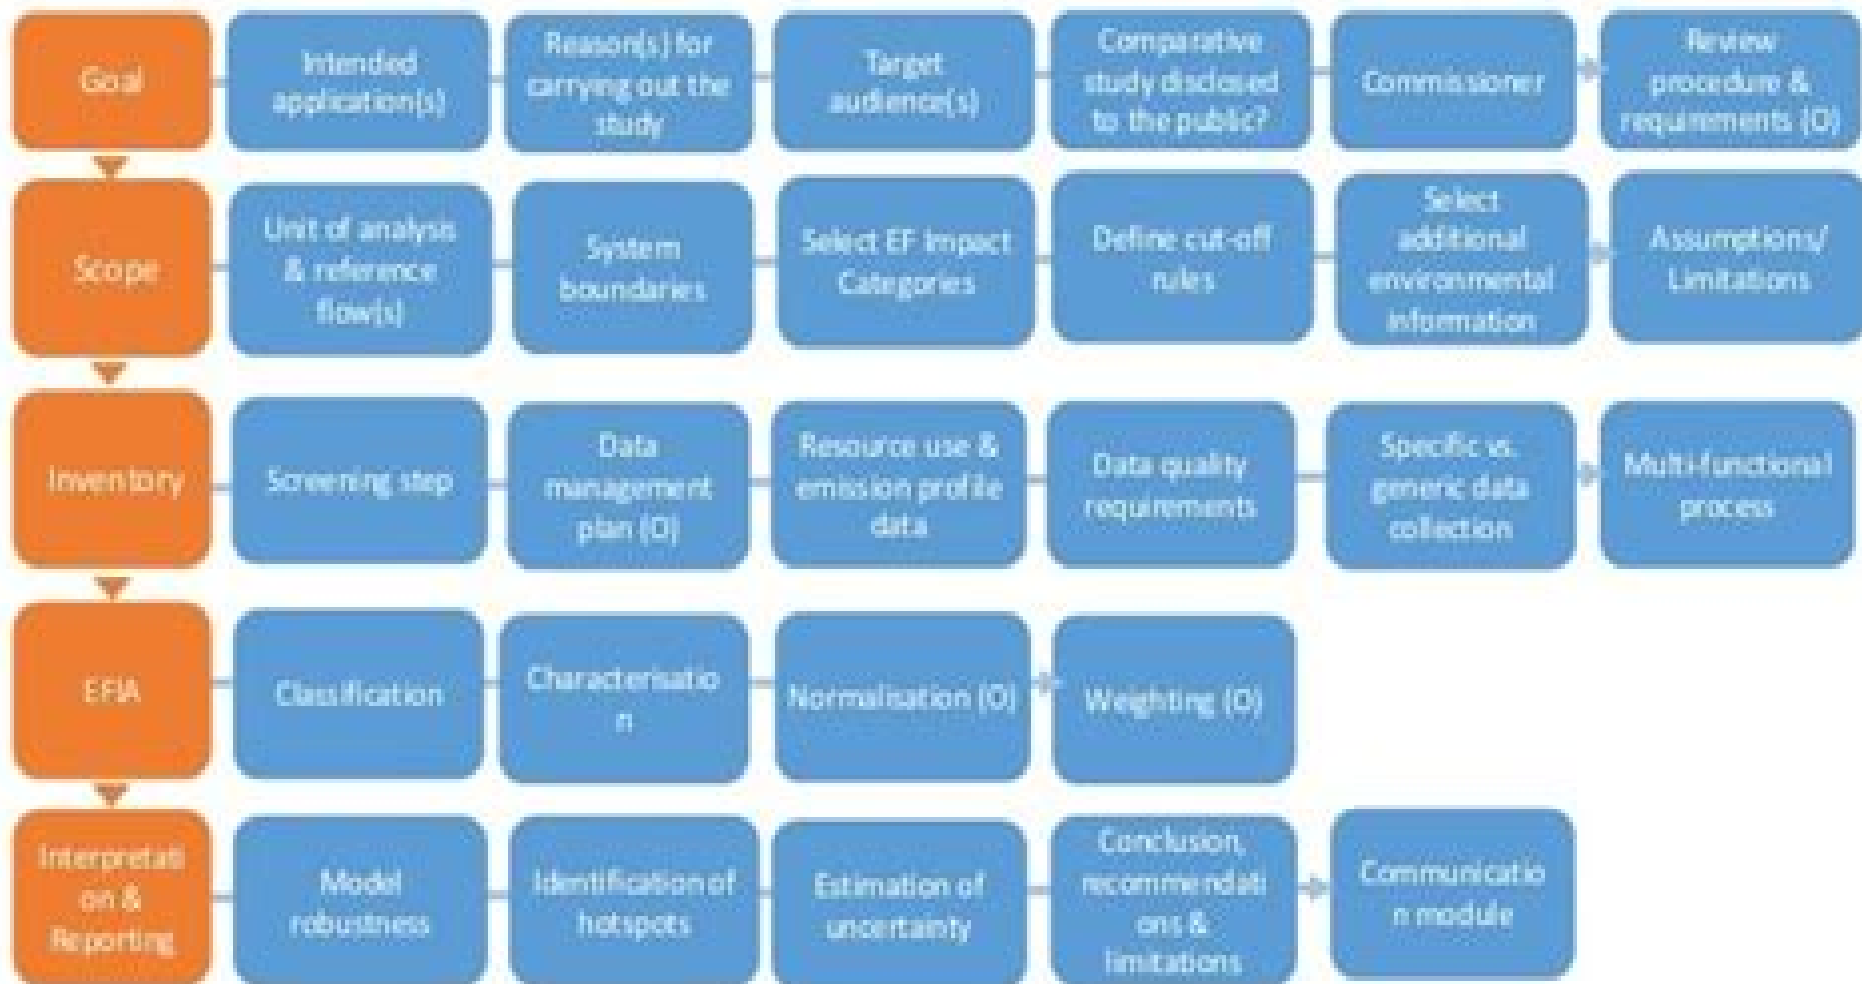 Goal
Intended
application(s)
Reason(s) for
carrying out the
study
Target
audience(s)
Comparative
study disclosed
to the public?
Commissioner
Review
procedure &
requirements (O)
Scope
Unit of analysis
& reference
flow(s)
System
boundaries
Select EF Impact
Categories
Define cut-off
rules
Select
additional
environmental
information
Assumptions/
Limitations
Inventory
Screening step
Data
management
plan (O)
Resource use &
emission profile
data
Data quality
requirements
Specific vs.
generic data
collection
Multi-functional
process
EFIA
Classification
Characterisatio
n
Normalisation (O)
Weighting (O)
Interpretati
on &
Reporting
Model
robustness
Identification of
hotspots
Estimation of
uncertainty
Conclusion,
recommendati
ons &
limitations
Communicatio
n module